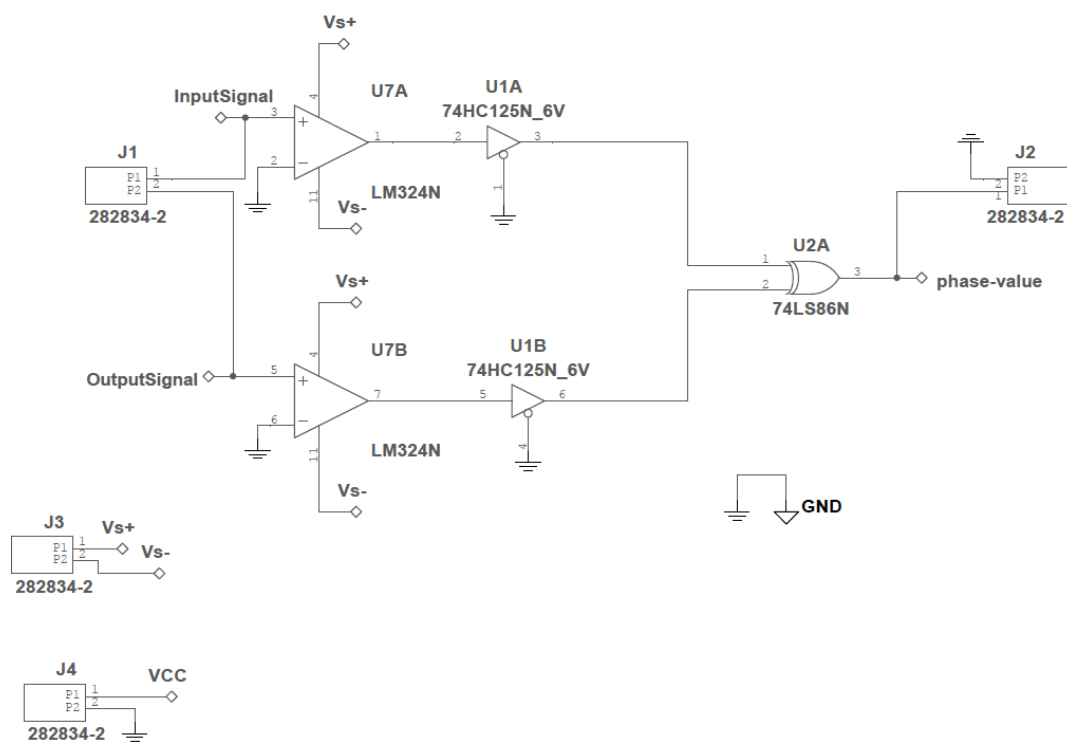 Vs+
4
U7A
U1A
74HC125N_6V
InputSignal
3
+
1
2
3
2
−
J1
P1 1
P2 2
282834-2
11
LM324N
Vs-
1
J2
2 P2
1 P1
282834-2
U2A
1
2
3
phase-value
74LS86N
Vs+
4
U7B
U1B
74HC125N_6V
OutputSignal
5
+
7
5
6
6
−
11
LM324N
Vs-
4
GND
J3
P1 1
P2 2
Vs+
Vs-
282834-2
J4
P1 1
P2 2
VCC
282834-2